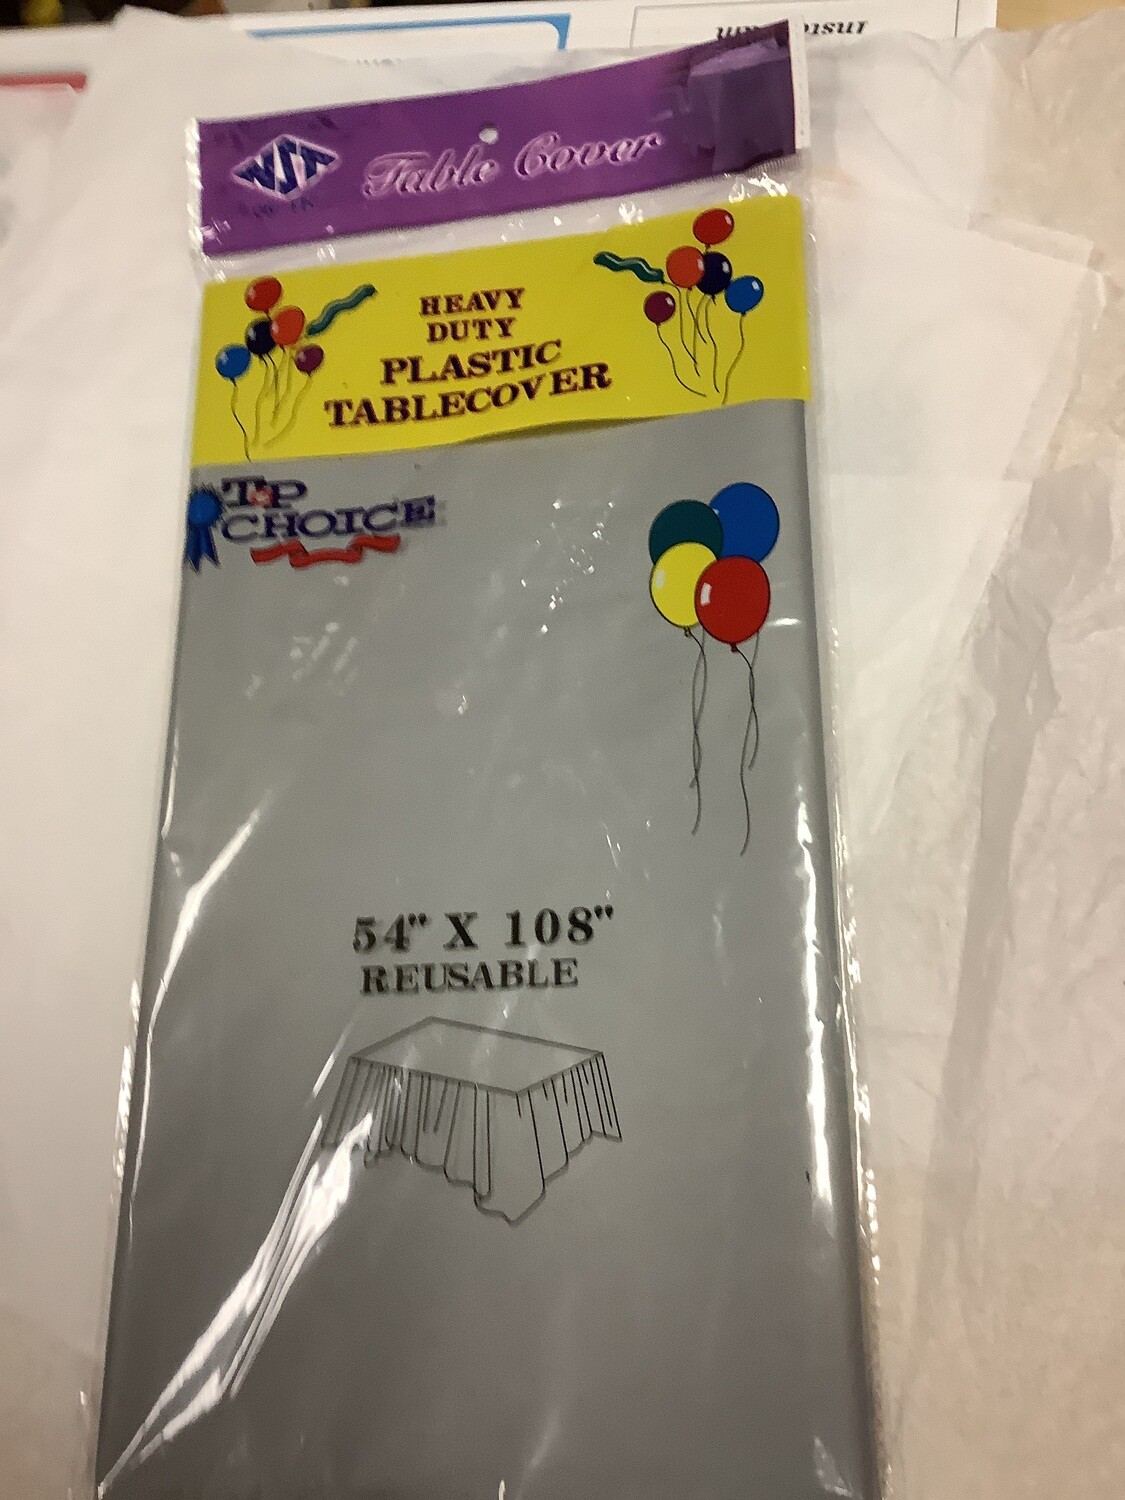 Table Cover
HEAVY
DUTY
PLASTIC
TABLECOVER
TOP
CHOICE
54" X 108"
REUSABLE